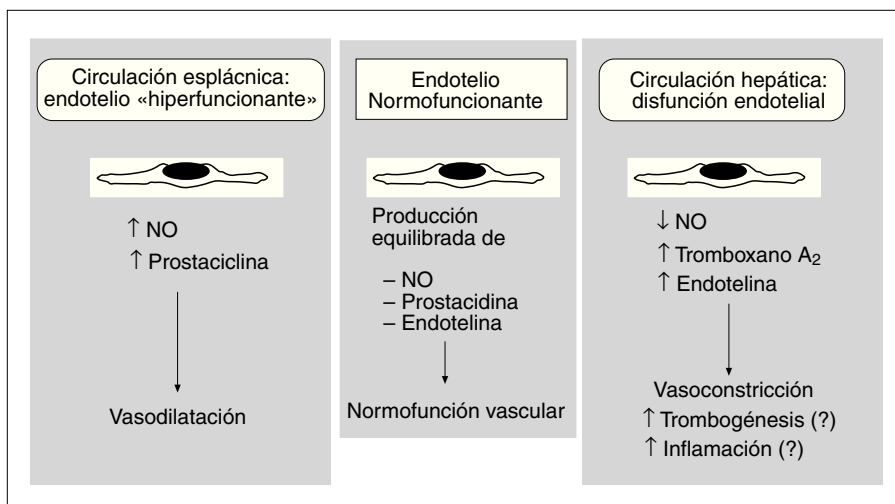 Circulación esplácnica:
endotelio «hiperfuncionante»
↑ NO
↑ Prostaciclina
Vasodilatación
Endotelio
Normofuncionante
Producción
equilibrada de
– NO
– Prostacidina
– Endotelina
Normofunción vascular
Circulación hepática:
disfunción endotelial
↓ NO
↑ Tromboxano A₂
↑ Endotelina
Vasoconstricción
↑ Trombogénesis (?)
↑ Inflamación (?)